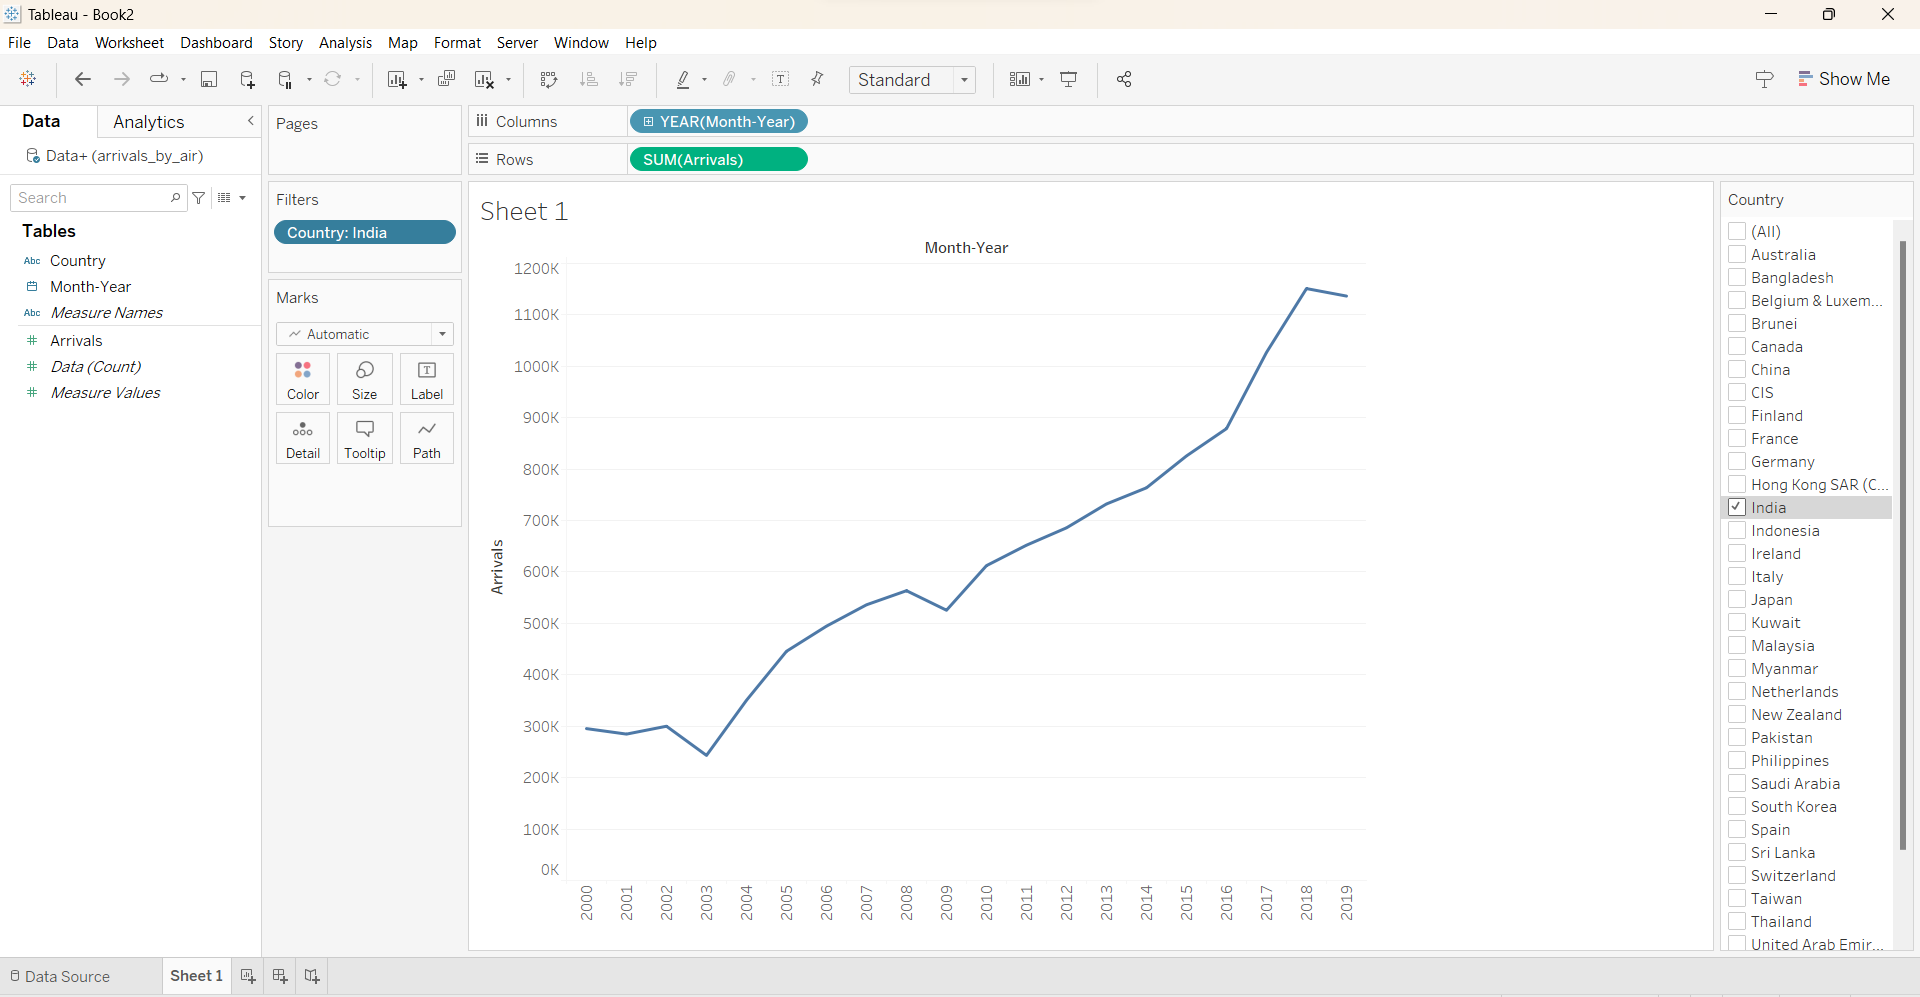 Tableau - Book2
File Data Worksheet Dashboard Story Analysis Map Format Server Window Help
Standard
Show Me
Data Analytics
Data+ (arrivals_by_air)
Search
Tables
Abc Country
Month-Year
Abc Measure Names
Arrivals
Data (Count)
Measure Values
Pages
Filters
Country: India
Marks
Automatic
Color Size Label
Detail Tooltip Path
Columns YEAR(Month-Year)
Rows SUM(Arrivals)
Sheet 1
Month-Year
1200K
1100K
1000K
900K
800K
700K
600K
500K
400K
300K
200K
100K
0K
Arrivals
2000 2001 2002 2003 2004 2005 2006 2007 2008 2009 2010 2011 2012 2013 2014 2015 2016 2017 2018 2019
Country
(All)
Australia
Bangladesh
Belgium & Luxem...
Brunei
Canada
China
CIS
Finland
France
Germany
Hong Kong SAR (C...
India
Indonesia
Ireland
Italy
Japan
Kuwait
Malaysia
Myanmar
Netherlands
New Zealand
Pakistan
Philippines
Saudi Arabia
South Korea
Spain
Sri Lanka
Switzerland
Taiwan
Thailand
United Arab Emir...
Data Source Sheet 1